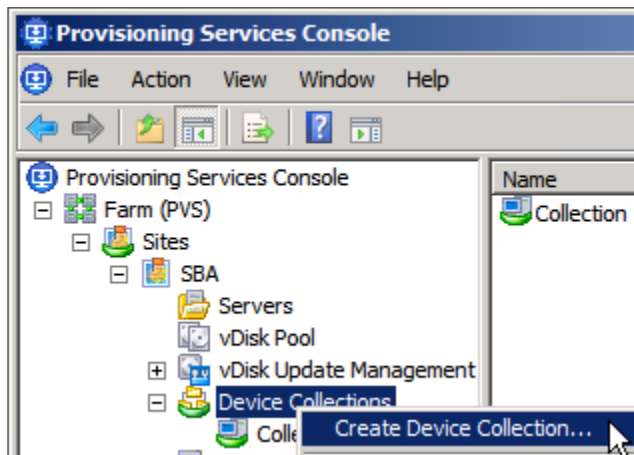 Provisioning Services Console
File Action View Window Help
Provisioning Services Console
Name
Farm (PVS)
Collection
Sites
SBA
Servers
vDisk Pool
vDisk Update Management
Device Collections
Colle
Create Device Collection...